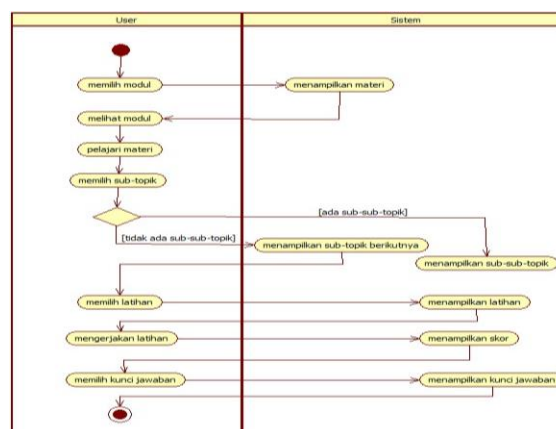 User
Sistem
memilih modul
menampilkan materi
melihat modul
pelajari materi
memilih sub-topik
[ada sub-sub-topik]
[tidak ada sub-sub-topik]
menampilkan sub-topik berikutnya
menampilkan sub-sub-topik
memilih latihan
menampilkan latihan
mengerjakan latihan
menampilkan skor
memilih kunci jawaban
menampilkan kunci jawaban